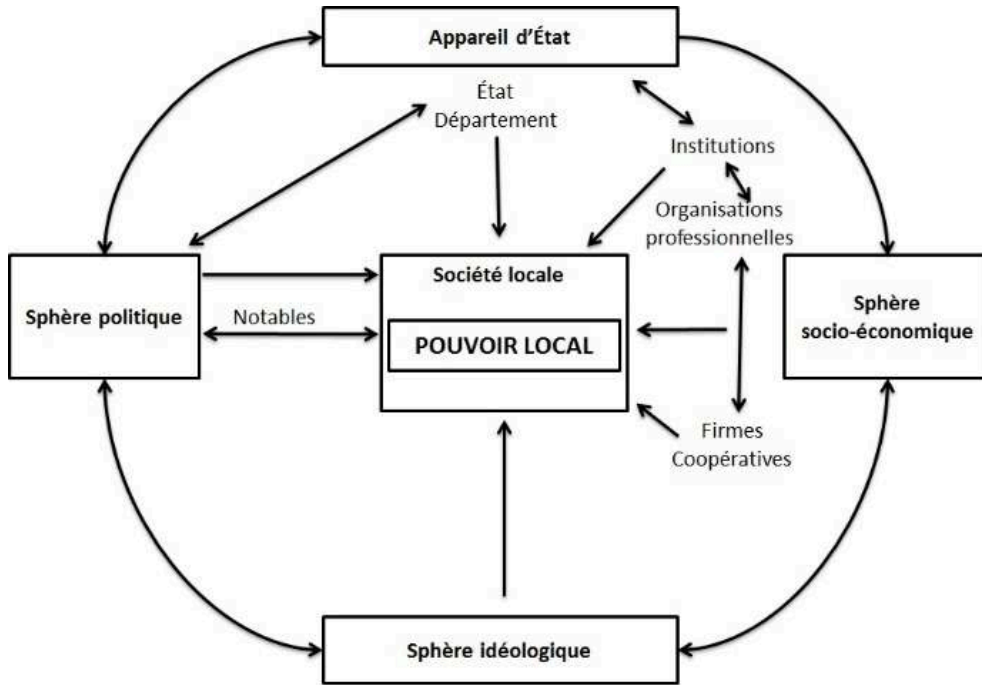 Appareil d'État
État
Département
Institutions
Organisations
professionnelles
Sphère politique
Notables
Société locale
POUVOIR LOCAL
Sphère
socio-économique
Firmes
Coopératives
Sphère idéologique